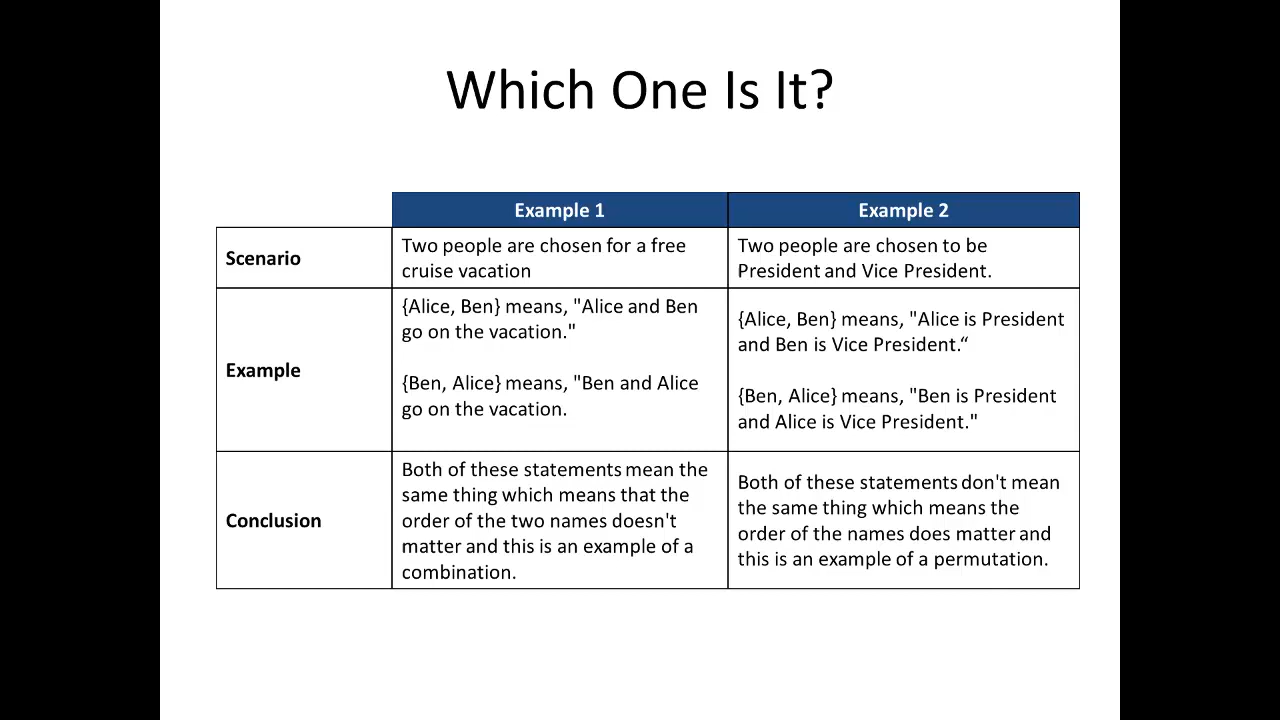 Which One Is It?
Example 1
Example 2
Scenario
Two people are chosen for a free
cruise vacation
Two people are chosen to be
President and Vice President.
Example
{Alice, Ben} means, "Alice and Ben
go on the vacation."
{Ben, Alice} means, "Ben and Alice
go on the vacation.
{Alice, Ben} means, "Alice is President
and Ben is Vice President.“
{Ben, Alice} means, "Ben is President
and Alice is Vice President."
Conclusion
Both of these statements mean the
same thing which means that the
order of the two names doesn't
matter and this is an example of a
combination.
Both of these statements don't mean
the same thing which means the
order of the names does matter and
this is an example of a permutation.